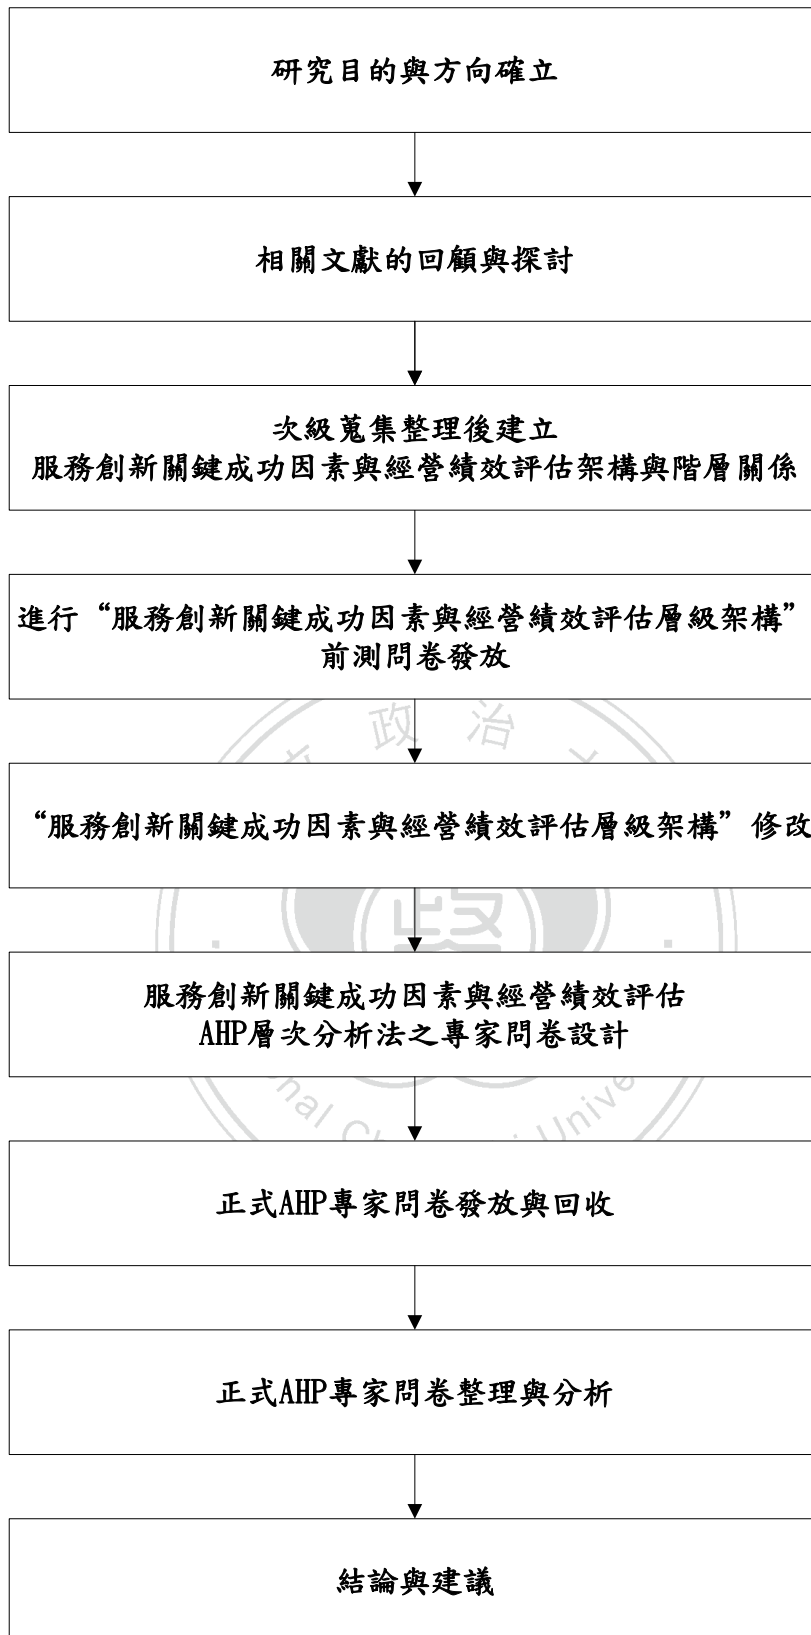 研究目的與方向確立
相關文獻的回顧與探討
次級蒐集整理後建立
服務創新關鍵成功因素與經營績效評估架構與階層關係
進行“服務創新關鍵成功因素與經營績效評估層級架構”
前測問卷發放
政 治
“服務創新關鍵成功因素與經營績效評估層級架構”修改
服務創新關鍵成功因素與經營績效評估
AHP層次分析法之專家問卷設計
正式AHP專家問卷發放與回收
正式AHP專家問卷整理與分析
結論與建議